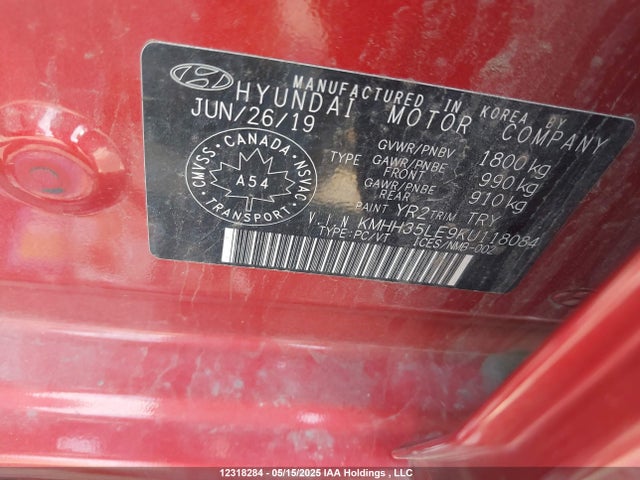 MANUFACTURED IN KOREA BY
HYUNDAI MOTOR COMPANY
JUN/26/19
GVWR/PNBV 1800 kg
TYPE GAWR/PNBE FRONT 990 kg
GAWR/PNBE REAR 910 kg
CANADA
CMVSS NSVAC
A54
TRANSPORT
PAINT YR2 TRIM TRY
V.I.N KMHH35LE9KU118084
TYPE:PC/VT ICES/NMB-002
12318284 - 05/15/2025 IAA Holdings , LLC